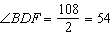 ∠BDF = 108/2 = 54